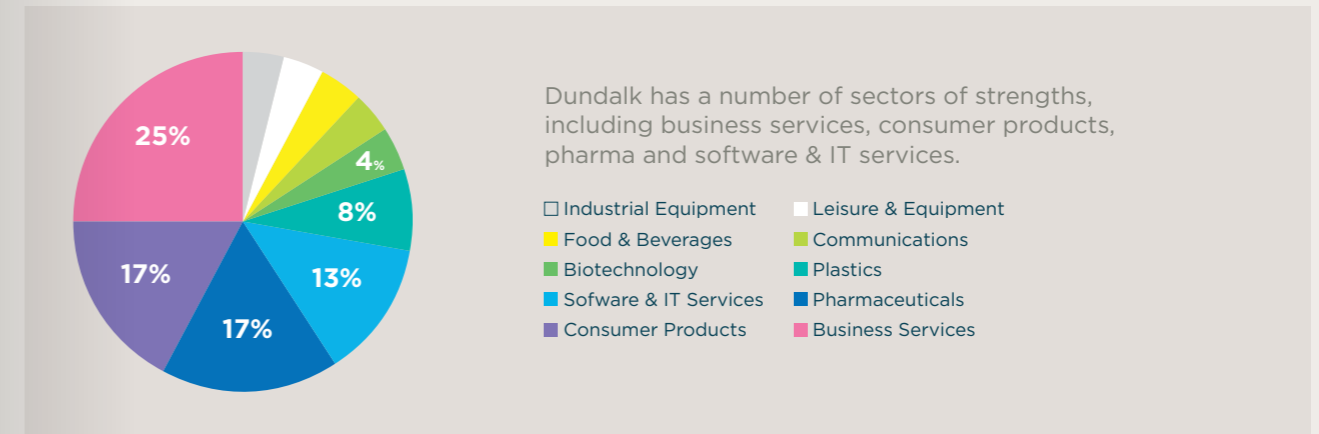 25%
4%
8%
13%
17%
17%
Dundalk has a number of sectors of strengths,
including business services, consumer products,
pharma and software & IT services.
Industrial Equipment
Leisure & Equipment
Food & Beverages
Communications
Biotechnology
Plastics
Sofware & IT Services
Pharmaceuticals
Consumer Products
Business Services